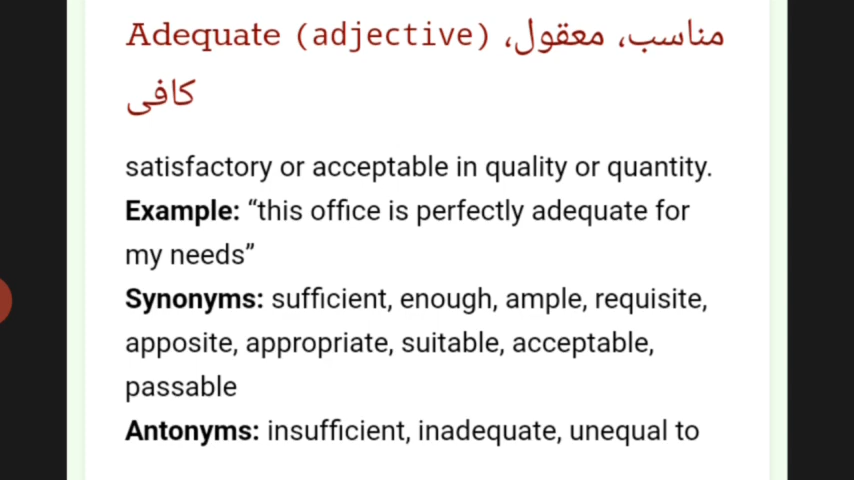 Adequate (adjective) مناسب، معقول،
کافی
satisfactory or acceptable in quality or quantity.
Example: “this office is perfectly adequate for
my needs”
Synonyms: sufficient, enough, ample, requisite,
apposite, appropriate, suitable, acceptable,
passable
Antonyms: insufficient, inadequate, unequal to